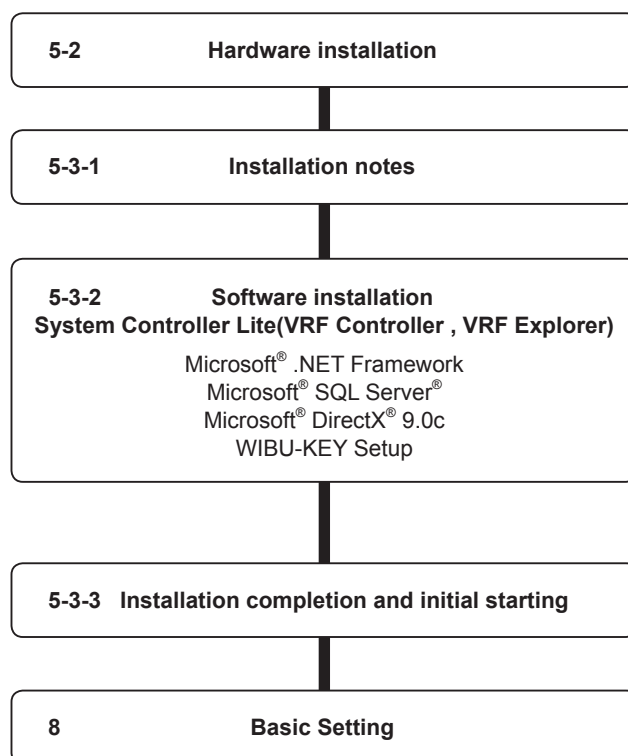 5-2 Hardware installation
5-3-1 Installation notes
5-3-2 Software installation
System Controller Lite(VRF Controller , VRF Explorer)
Microsoft® .NET Framework
Microsoft® SQL Server®
Microsoft® DirectX® 9.0c
WIBU-KEY Setup
5-3-3 Installation completion and initial starting
8 Basic Setting